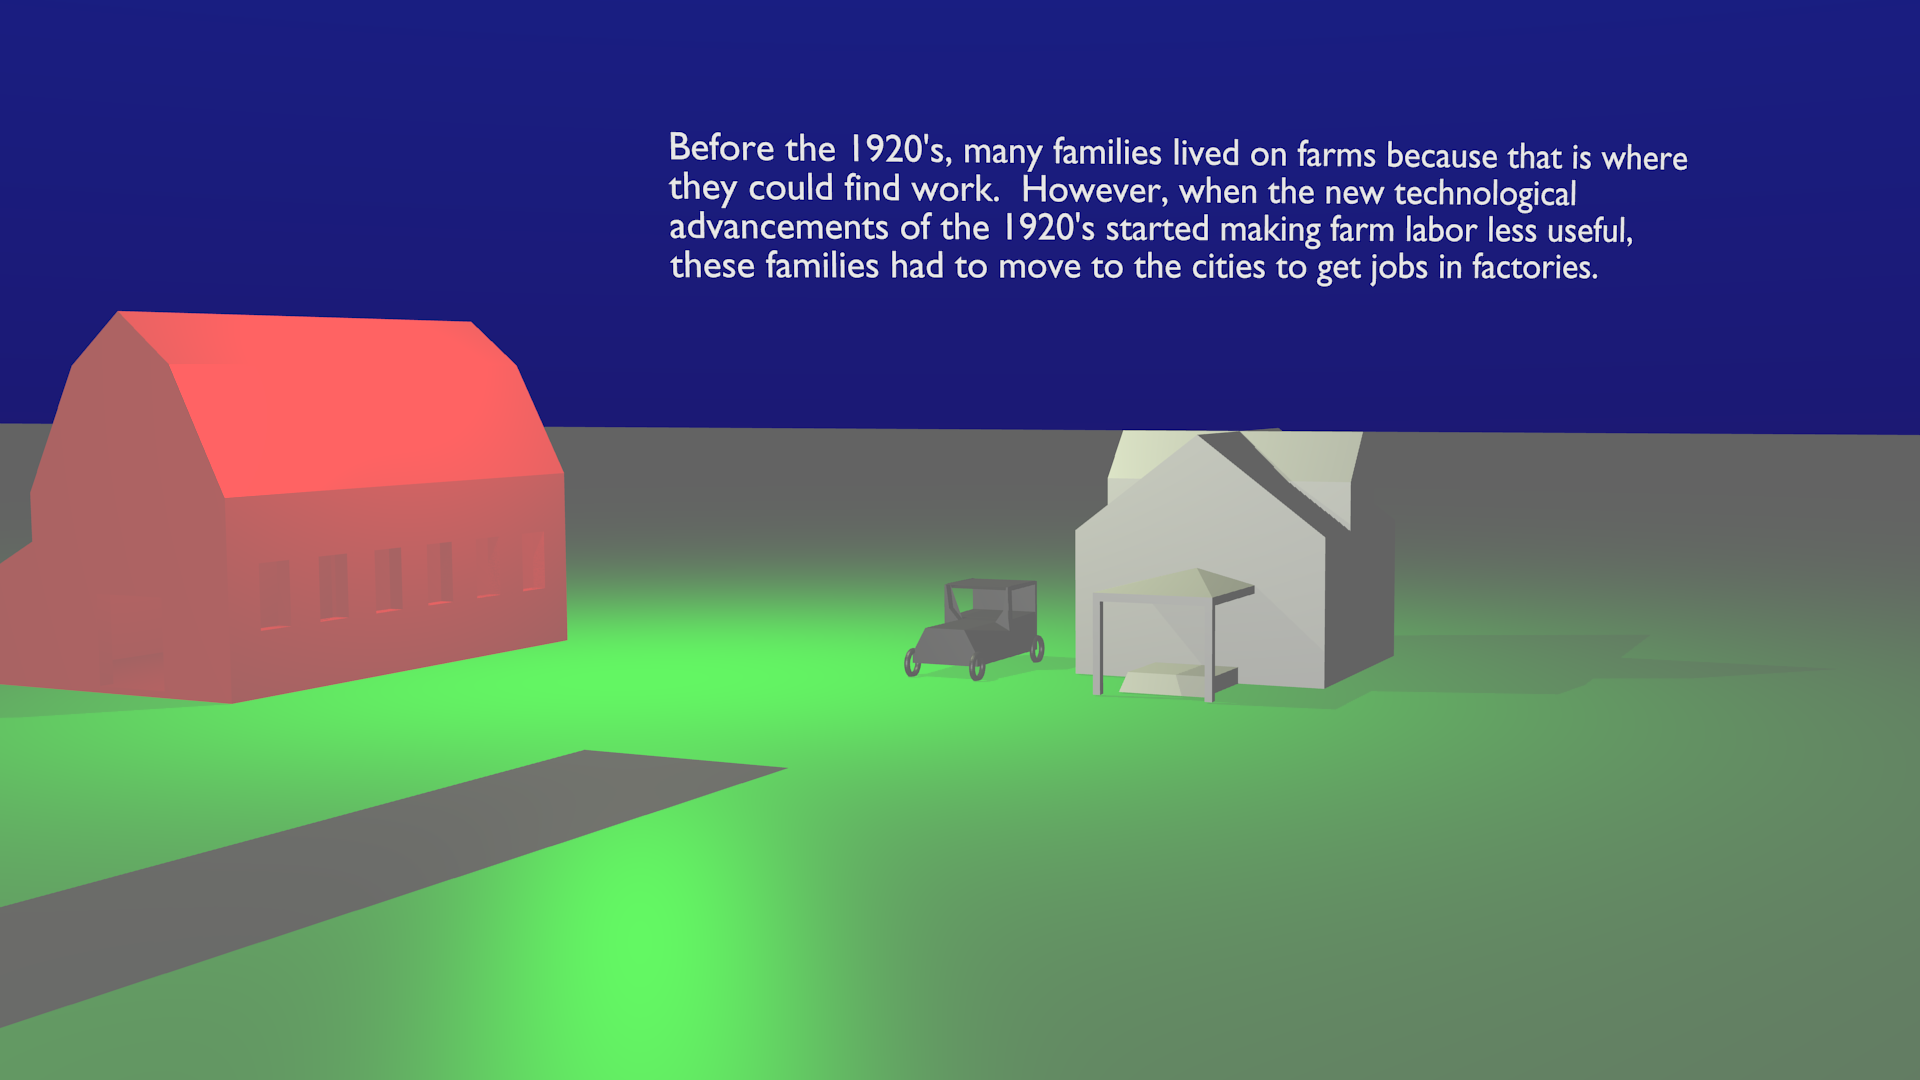 Before the 1920's, many families lived on farms because that is where
they could find work.  However, when the new technological
advancements of the 1920's started making farm labor less useful,
these families had to move to the cities to get jobs in factories.